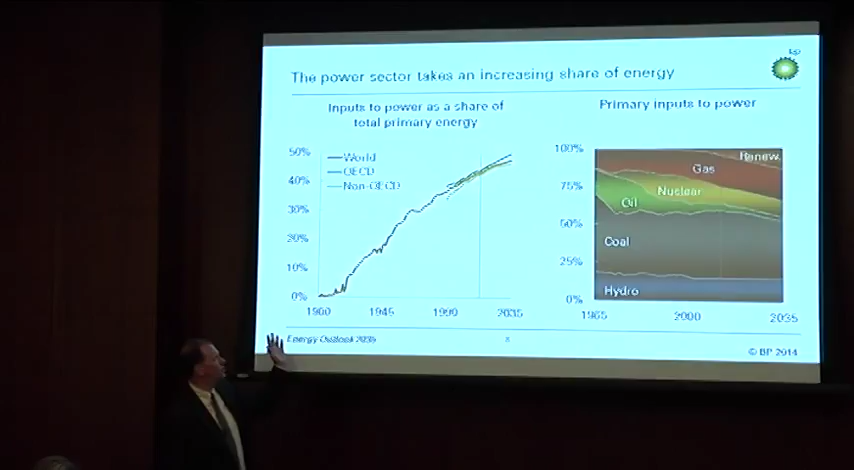 bp
The power sector takes an increasing share of energy
Inputs to power as a share of
total primary energy
50%
40%
30%
20%
10%
0%
World
OECD
Non-OECD
1900
1945
1990
2035
Primary inputs to power
100%
75%
50%
25%
0%
Renew.
Gas
Nuclear
Oil
Coal
Hydro
1965
2000
2035
Energy Outlook 2035
© BP 2014